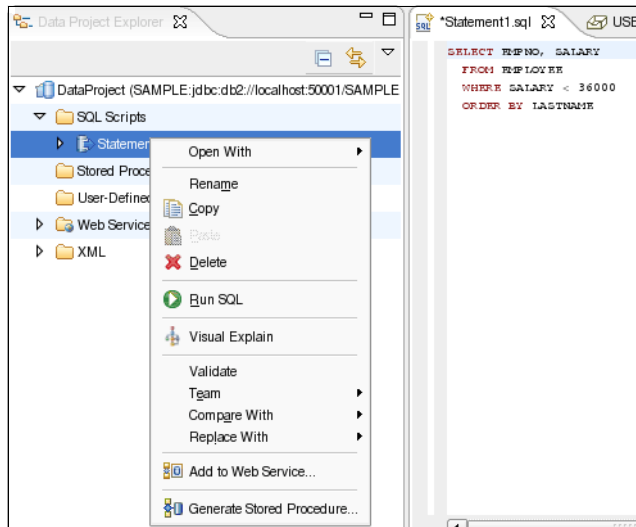 Data Project Explorer
DataProject (SAMPLE:jdbc:db2://localhost:50001/SAMPLE
SQL Scripts
Statemen
Stored Proce
User-Defined
Web Service
XML
Open With
Rename
Copy
Paste
Delete
Run SQL
Visual Explain
Validate
Team
Compare With
Replace With
Add to Web Service...
Generate Stored Procedure...
SQL *Statement1.sql USE
SELECT EMPNO, SALARY
FROM EMPLOYEE
WHERE SALARY < 36000
ORDER BY LASTNAME